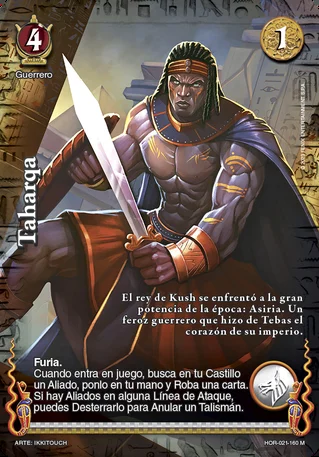 4
1
Guerrero
Taharqa
El rey de Kush se enfrentó a la gran
potencia de la época: Asiria. Un
feroz guerrero que hizo de Tebas el
corazón de su imperio.
Furia.
Cuando entra en juego, busca en tu Castillo
un Aliado, ponlo en tu mano y Roba una carta.
Si hay Aliados en alguna Línea de Ataque,
puedes Desterrarlo para Anular un Talismán.
ARTE: IKKITOUCH
HOR-021-160 M